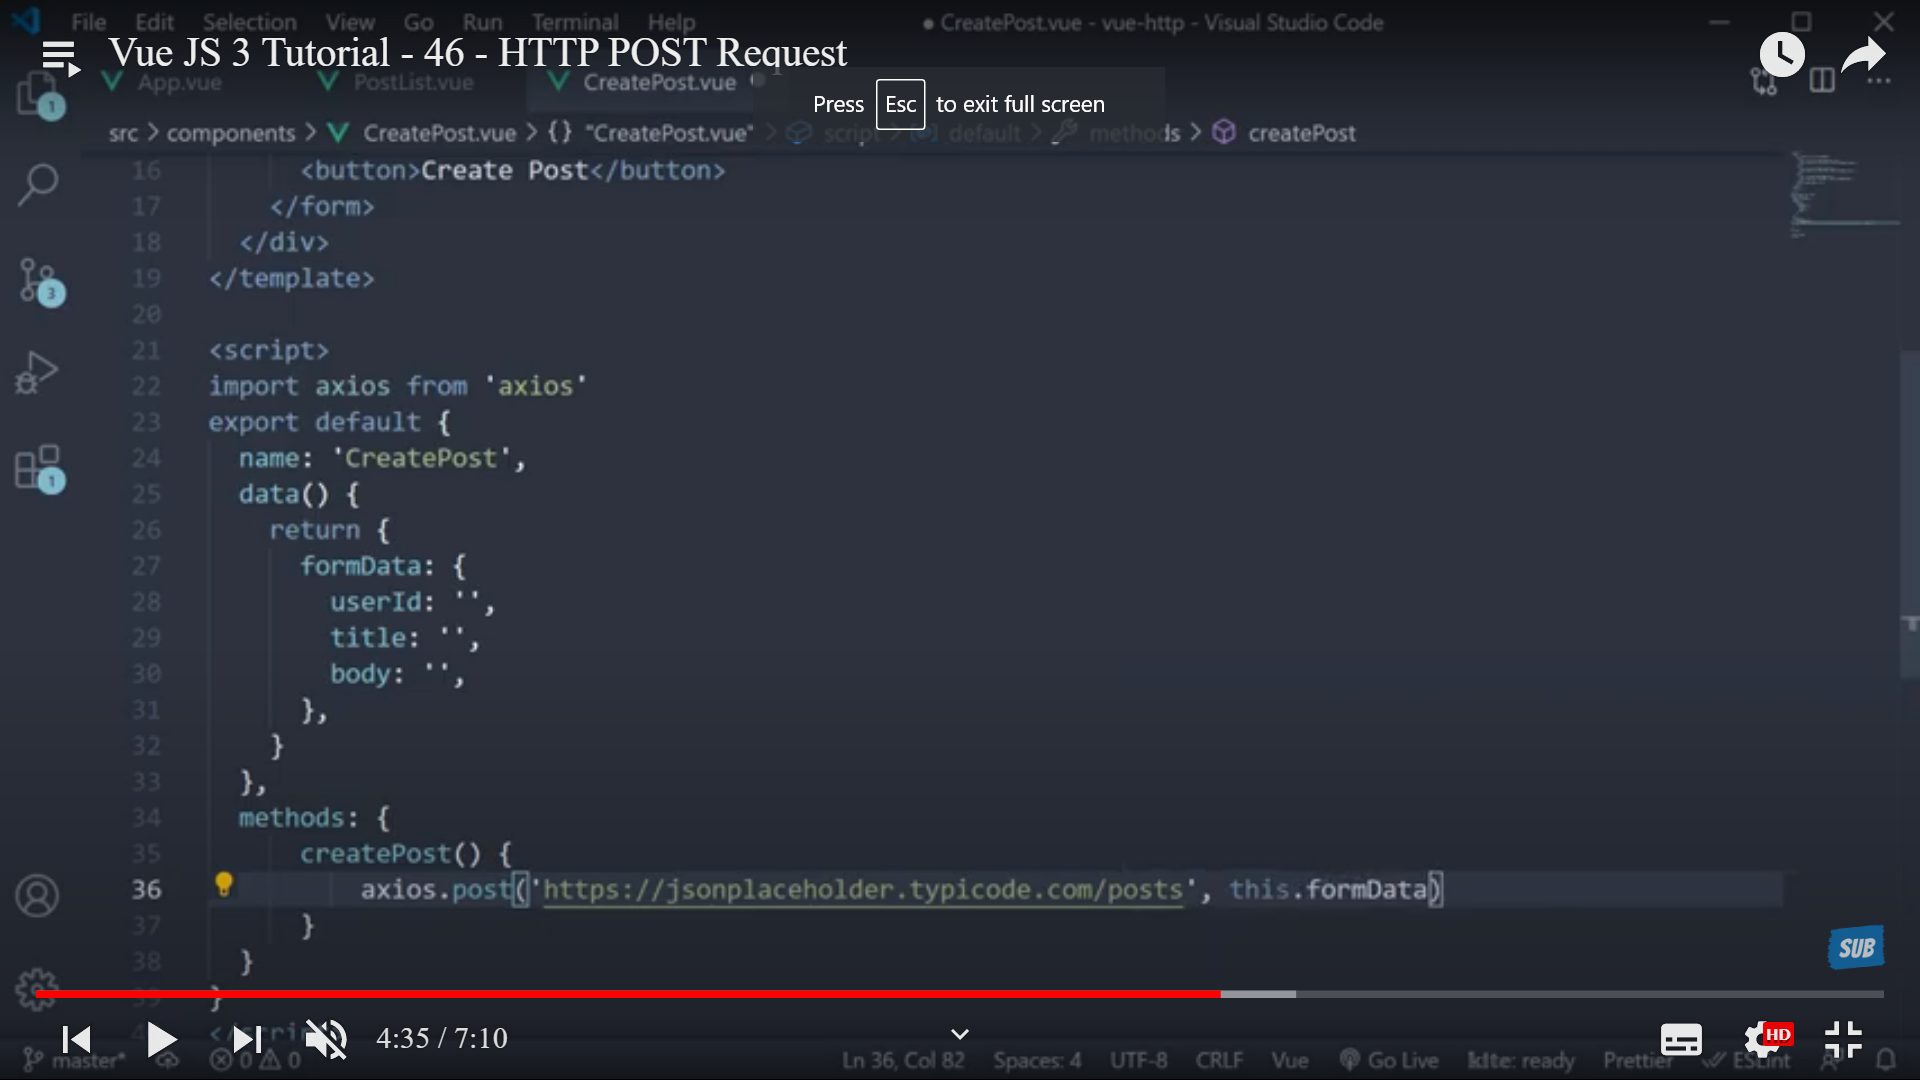 File Edit Selection View Go Run Terminal Help
● CreatePost.vue - vue-http - Visual Studio Code
Vue JS 3 Tutorial - 46 - HTTP POST Request
App.vue PostList.vue CreatePost.vue
Press Esc to exit full screen
src > components > CreatePost.vue > {} "CreatePost.vue" > script > default > methods > createPost
1
3
1
16 <button>Create Post</button>
17 </form>
18 </div>
19 </template>
20
21 <script>
22 import axios from 'axios'
23 export default {
24 name: 'CreatePost',
25 data() {
26 return {
27 formData: {
28 userId: '',
29 title: '',
30 body: '',
31 },
32 }
33 },
34 methods: {
35 createPost() {
36 axios.post('https://jsonplaceholder.typicode.com/posts', this.formData)
37 }
38 }
39 }
SUB
4:35 / 7:10
HD
master* 0 0 Ln 36, Col 82 Spaces: 4 UTF-8 CRLF Vue Go Live kite: ready Prettier ESLint